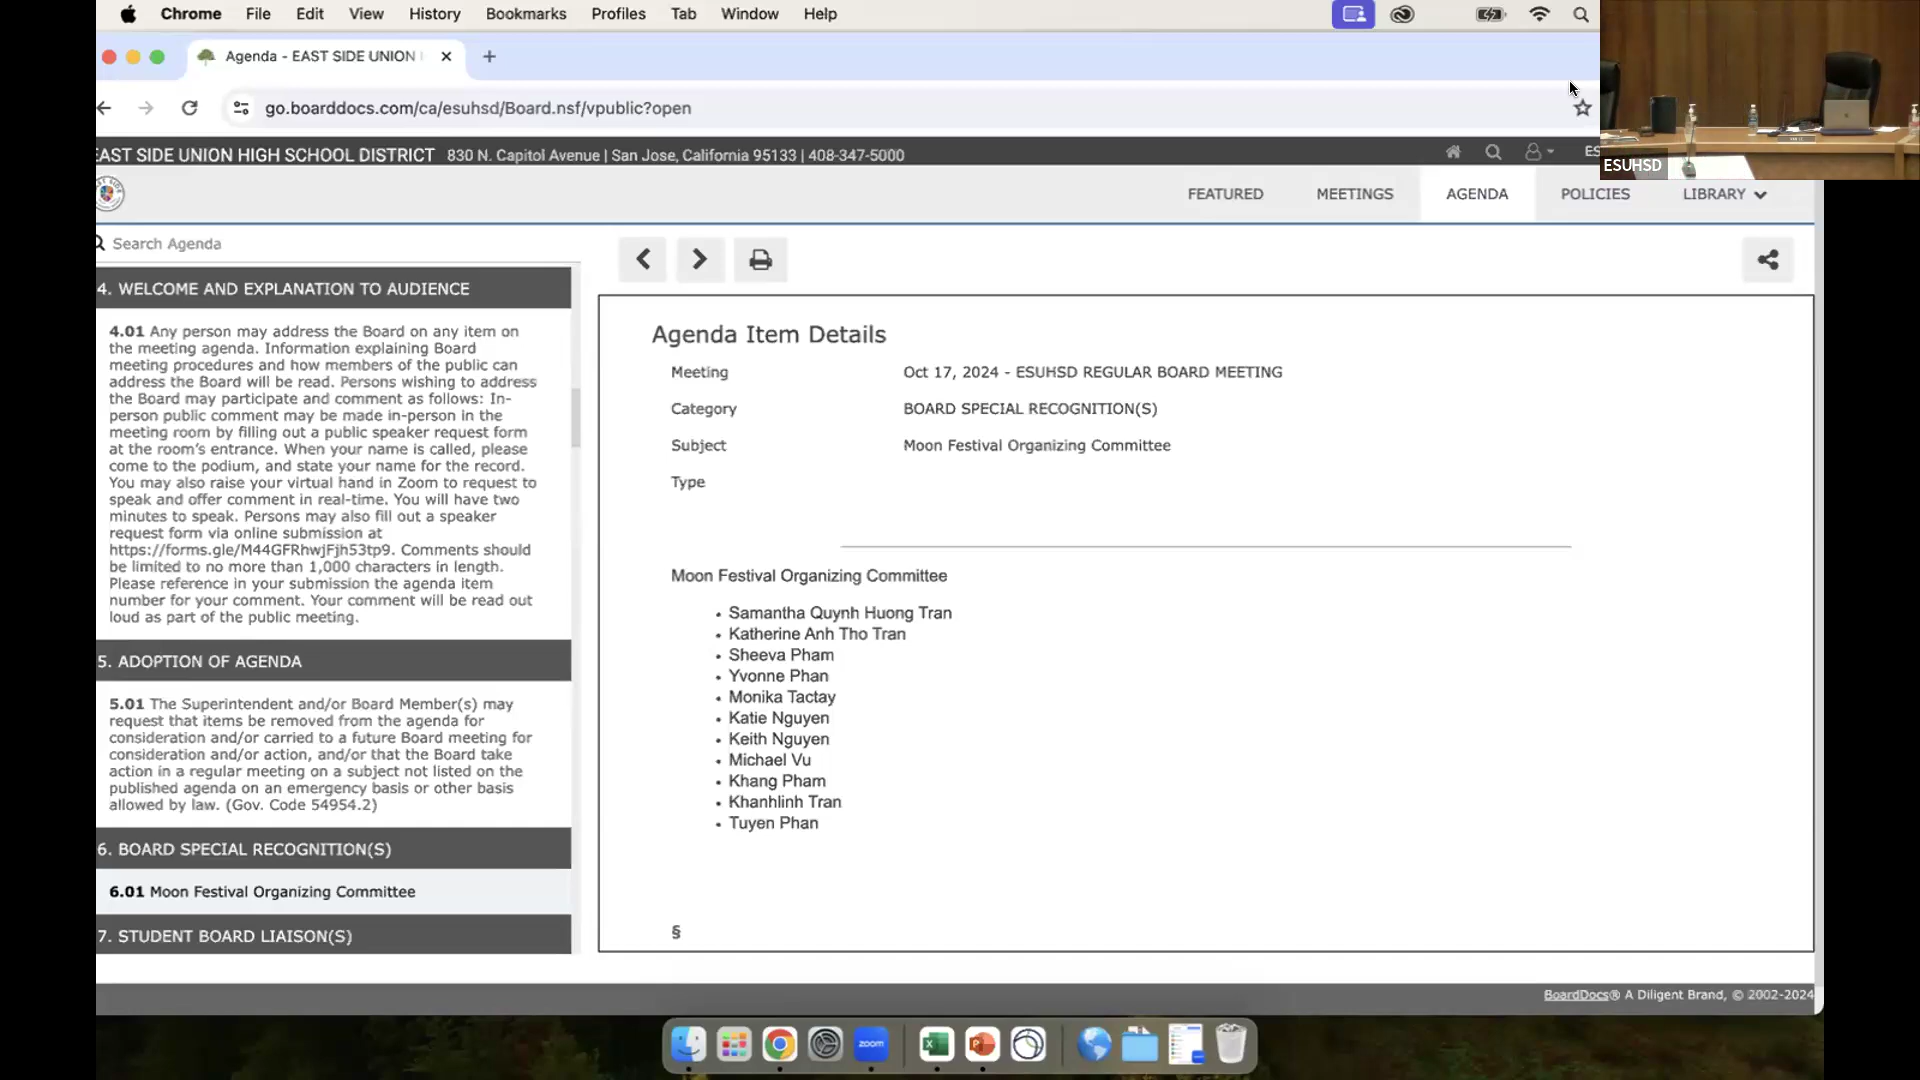 Chrome File Edit View History Bookmarks Profiles Tab Window Help
Agenda - EAST SIDE UNION
go.boarddocs.com/ca/esuhsd/Board.nsf/vpublic?open
EAST SIDE UNION HIGH SCHOOL DISTRICT 830 N. Capitol Avenue | San Jose, California 95133 | 408-347-5000
ES
ESUHSD
FEATURED MEETINGS AGENDA POLICIES LIBRARY
Search Agenda
4. WELCOME AND EXPLANATION TO AUDIENCE
4.01 Any person may address the Board on any item on
the meeting agenda. Information explaining Board
meeting procedures and how members of the public can
address the Board will be read. Persons wishing to address
the Board may participate and comment as follows: In-
person public comment may be made in-person in the
meeting room by filling out a public speaker request form
at the room's entrance. When your name is called, please
come to the podium, and state your name for the record.
You may also raise your virtual hand in Zoom to request to
speak and offer comment in real-time. You will have two
minutes to speak. Persons may also fill out a speaker
request form via online submission at
https://forms.gle/M44GFRhwjFjh53tp9. Comments should
be limited to no more than 1,000 characters in length.
Please reference in your submission the agenda item
number for your comment. Your comment will be read out
loud as part of the public meeting.
5. ADOPTION OF AGENDA
5.01 The Superintendent and/or Board Member(s) may
request that items be removed from the agenda for
consideration and/or carried to a future Board meeting for
consideration and/or action, and/or that the Board take
action in a regular meeting on a subject not listed on the
published agenda on an emergency basis or other basis
allowed by law. (Gov. Code 54954.2)
6. BOARD SPECIAL RECOGNITION(S)
6.01 Moon Festival Organizing Committee
7. STUDENT BOARD LIAISON(S)
Agenda Item Details
Meeting Oct 17, 2024 - ESUHSD REGULAR BOARD MEETING
Category BOARD SPECIAL RECOGNITION(S)
Subject Moon Festival Organizing Committee
Type
Moon Festival Organizing Committee
• Samantha Quynh Huong Tran
• Katherine Anh Tho Tran
• Sheeva Pham
• Yvonne Phan
• Monika Tactay
• Katie Nguyen
• Keith Nguyen
• Michael Vu
• Khang Pham
• Khanhlinh Tran
• Tuyen Phan
§
BoardDocs® A Diligent Brand, © 2002-2024
zoom